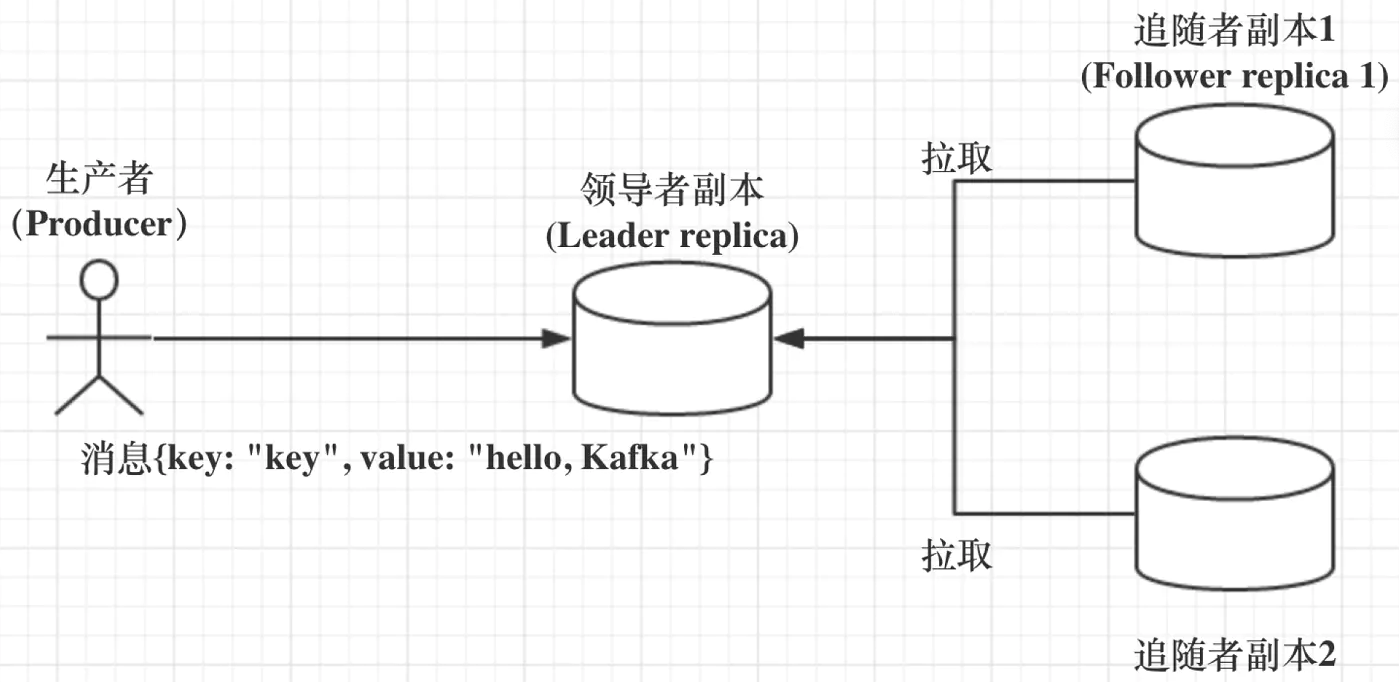 追随者副本1
(Follower replica 1)
拉取
生产者
（Producer）
领导者副本
(Leader replica)
消息{key: "key", value: "hello, Kafka"}
拉取
追随者副本2